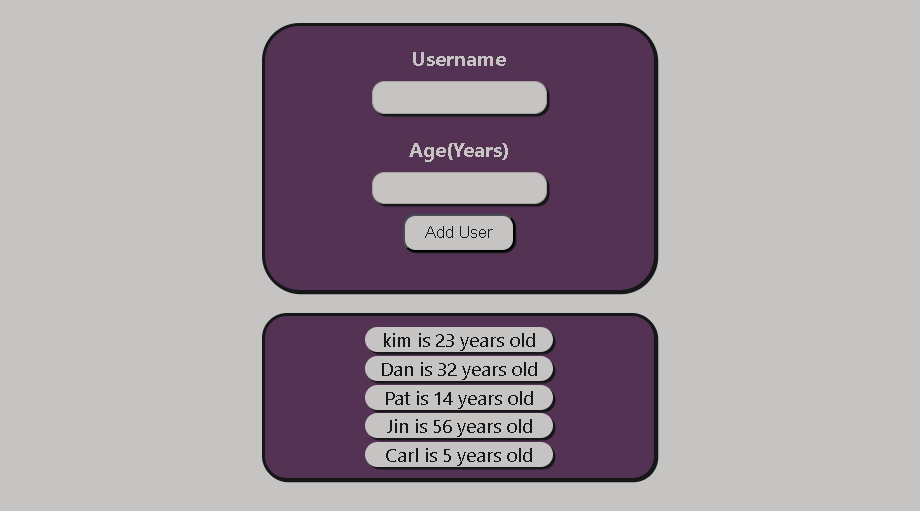 Username
Age(Years)
Add User
kim is 23 years old
Dan is 32 years old
Pat is 14 years old
Jin is 56 years old
Carl is 5 years old